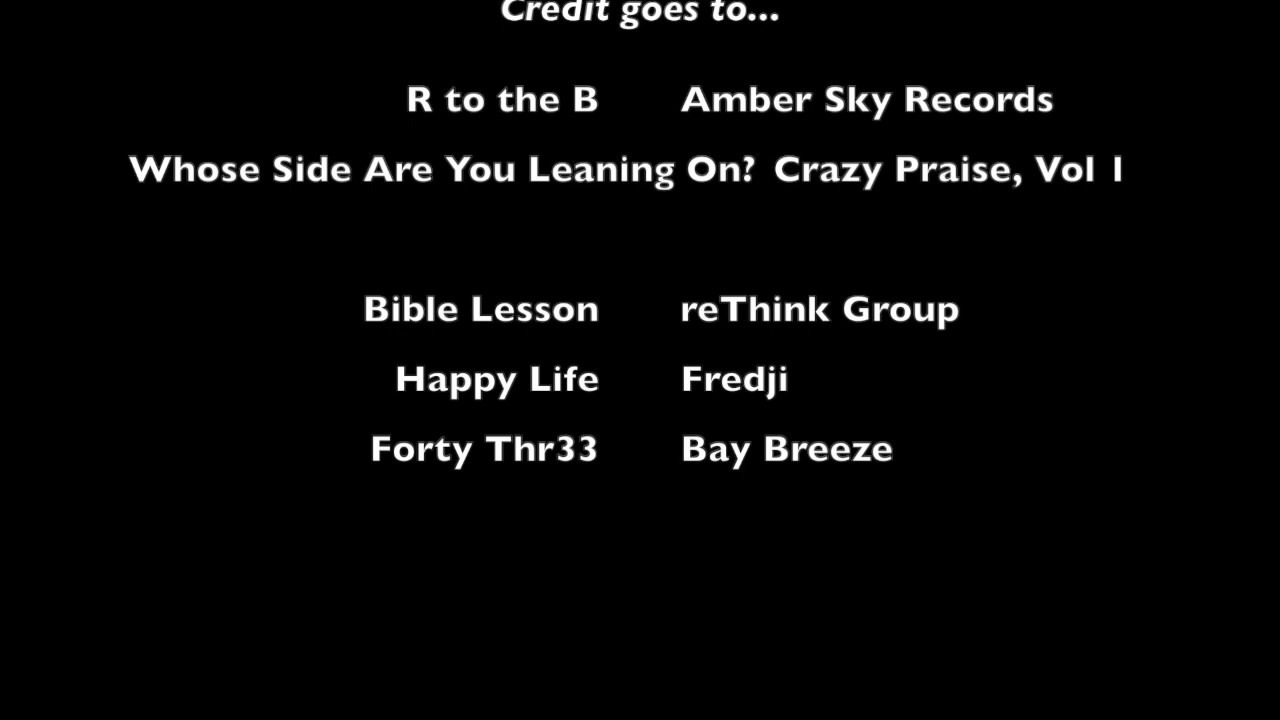 Credit goes to...
R to the B Amber Sky Records
Whose Side Are You Leaning On? Crazy Praise, Vol 1
Bible Lesson reThink Group
Happy Life Fredji
Forty Thr33 Bay Breeze